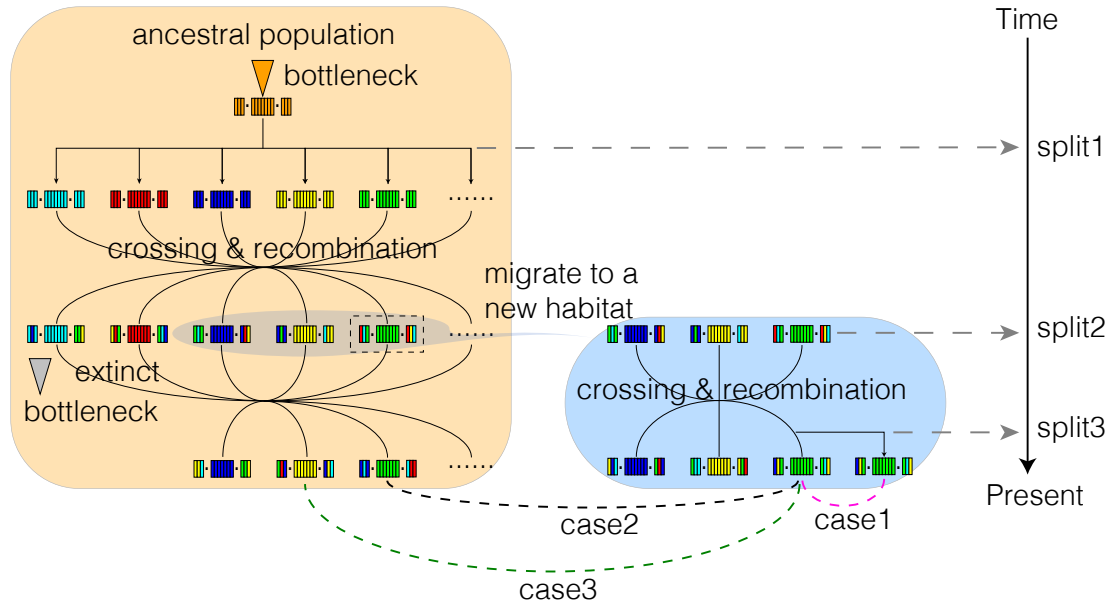 ancestral population
bottleneck
Time
split1
......
crossing & recombination
migrate to a
new habitat
......
split2
extinct
bottleneck
crossing & recombination
split3
......
Present
case2
case1
case3